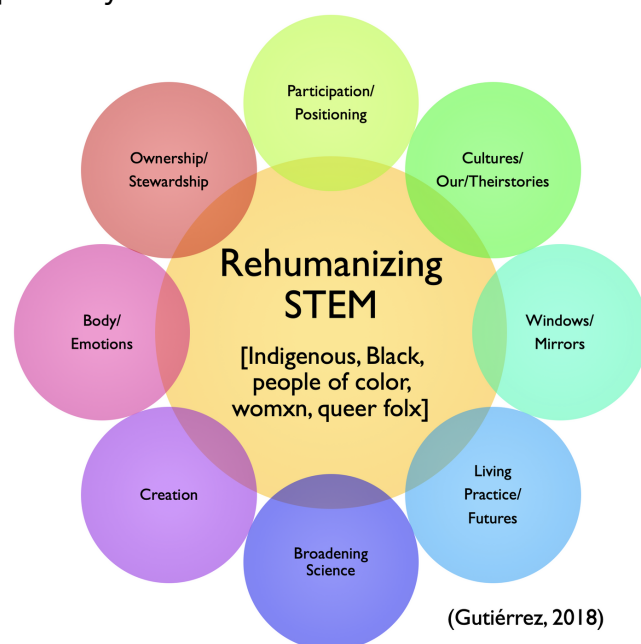 Participation/
Positioning
Cultures/
Our/Theirstories
Windows/
Mirrors
Living
Practice/
Futures
Broadening
Science
Creation
Body/
Emotions
Ownership/
Stewardship
Rehumanizing
STEM
[Indigenous, Black,
people of color,
womxn, queer folx]
(Gutiérrez, 2018)